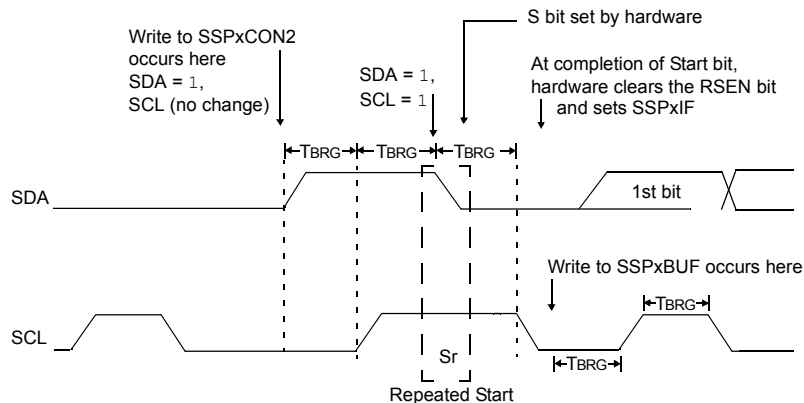 S bit set by hardware
Write to SSPxCON2
occurs here
SDA = 1,
SCL (no change)
SDA = 1,
SCL = 1
At completion of Start bit,
hardware clears the RSEN bit
and sets SSPxIF
TBRG
TBRG
TBRG
SDA
1st bit
Write to SSPxBUF occurs here
TBRG
SCL
Sr
TBRG
Repeated Start